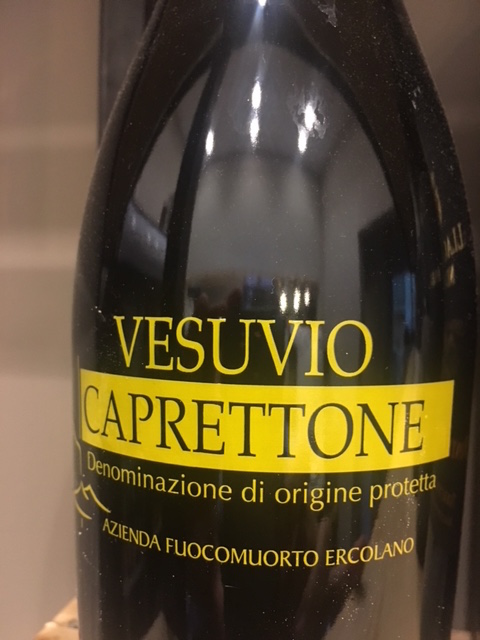 VESUVIO
CAPRETTONE
Denominazione di origine protetta
AZIENDA FUOCOMUORTO ERCOLANO